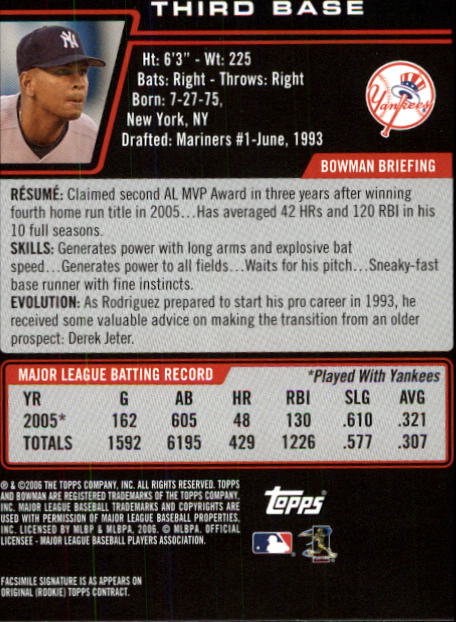 THIRD BASE
Ht: 6'3" - Wt: 225
Bats: Right - Throws: Right
Born: 7-27-75,
New York, NY
Drafted: Mariners #1-June, 1993
Yankees
BOWMAN BRIEFING
RÉSUMÉ: Claimed second AL MVP Award in three years after winning
fourth home run title in 2005...Has averaged 42 HRs and 120 RBI in his
10 full seasons.
SKILLS: Generates power with long arms and explosive bat
speed...Generates power to all fields...Waits for his pitch...Sneaky-fast
base runner with fine instincts.
EVOLUTION: As Rodriguez prepared to start his pro career in 1993, he
received some valuable advice on making the transition from an older
prospect: Derek Jeter.
MAJOR LEAGUE BATTING RECORD *Played With Yankees
YR G AB HR RBI SLG AVG
2005* 162 605 48 130 .610 .321
TOTALS 1592 6195 429 1226 .577 .307
® & ©2006 THE TOPPS COMPANY, INC. ALL RIGHTS RESERVED. TOPPS
AND BOWMAN ARE REGISTERED TRADEMARKS OF THE TOPPS COMPANY,
INC. MAJOR LEAGUE BASEBALL TRADEMARKS AND COPYRIGHTS ARE
USED WITH PERMISSION OF MAJOR LEAGUE BASEBALL PROPERTIES,
INC. LICENSED BY MLBP & MLBPA, 2006. © MLBPA. OFFICIAL
LICENSEE - MAJOR LEAGUE BASEBALL PLAYERS ASSOCIATION.
Topps
FACSIMILE SIGNATURE IS AS APPEARS ON
ORIGINAL (ROOKIE) TOPPS CONTRACT.